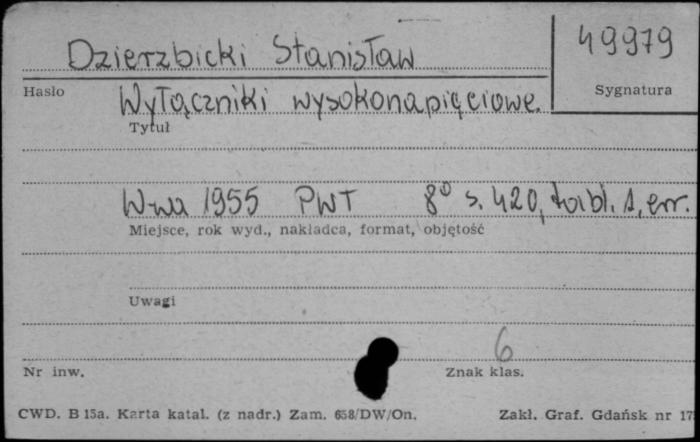 Dzierzbicki Stanisław
49979
Hasło
Sygnatura
Wyłączniki wysokonapięciowe.
Tytuł
W-wa 1955 PWT 8° s. 420, tabl. 1, err.
Miejsce, rok wyd., nakładca, format, objętość
Uwagi
6
Nr inw.
Znak klas.
CWD. B 15a. Karta katal. (z nadr.) Zam. 658/DW/On.
Zakł. Graf. Gdańsk nr 17